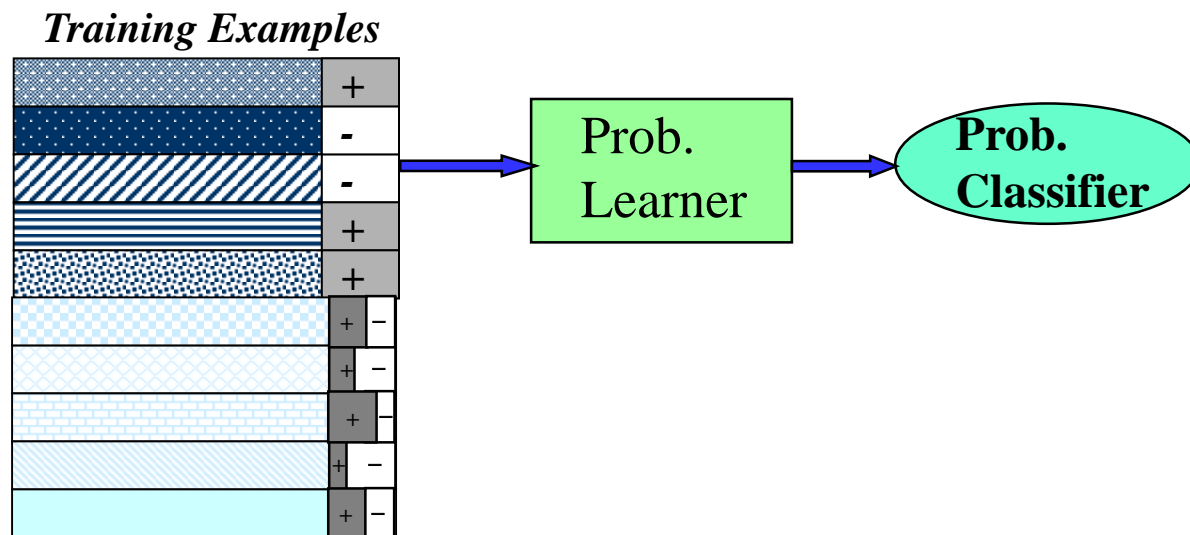 Training Examples
+
-
-
+
+
+ −
+ −
+ −
+ −
+ −
Prob.
Learner
Prob.
Classifier